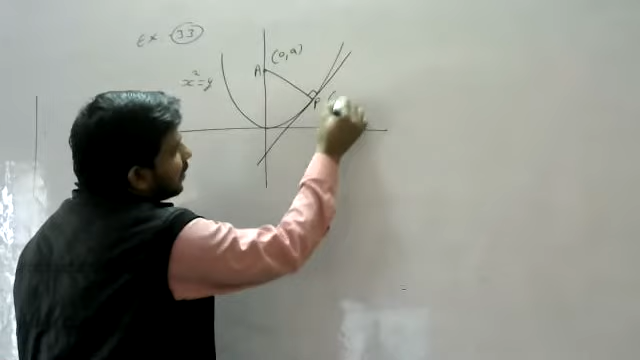 Ex 33
(0, a)
A
x² = y
P (